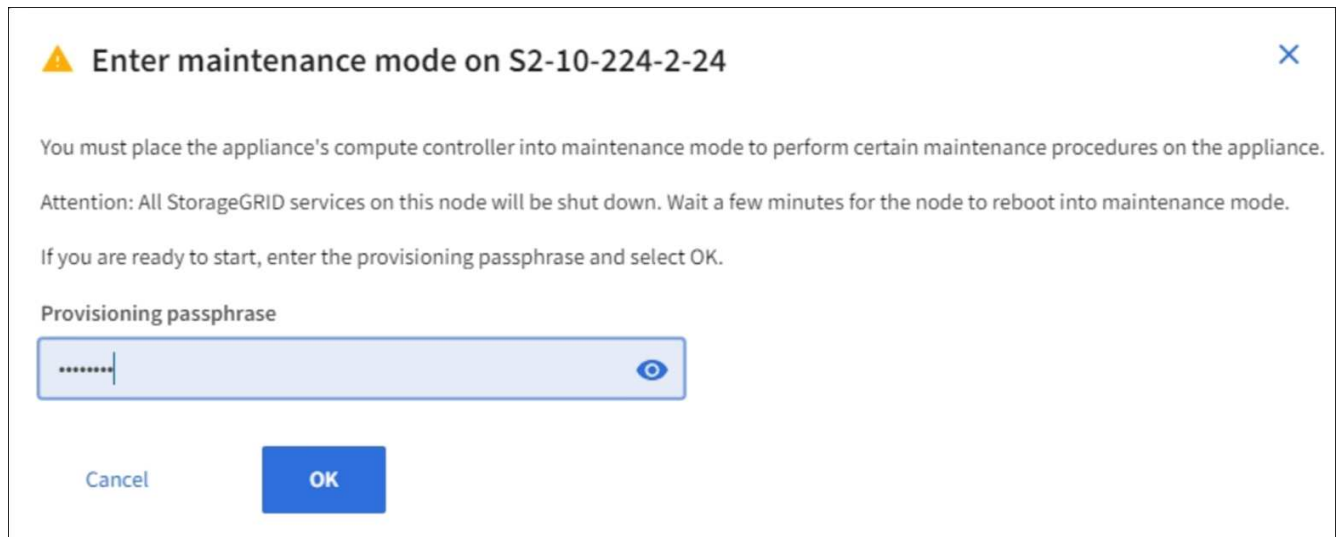 Enter maintenance mode on S2-10-224-2-24
You must place the appliance's compute controller into maintenance mode to perform certain maintenance procedures on the appliance.
Attention: All StorageGRID services on this node will be shut down. Wait a few minutes for the node to reboot into maintenance mode.
If you are ready to start, enter the provisioning passphrase and select OK.
Provisioning passphrase
••••••••
Cancel OK